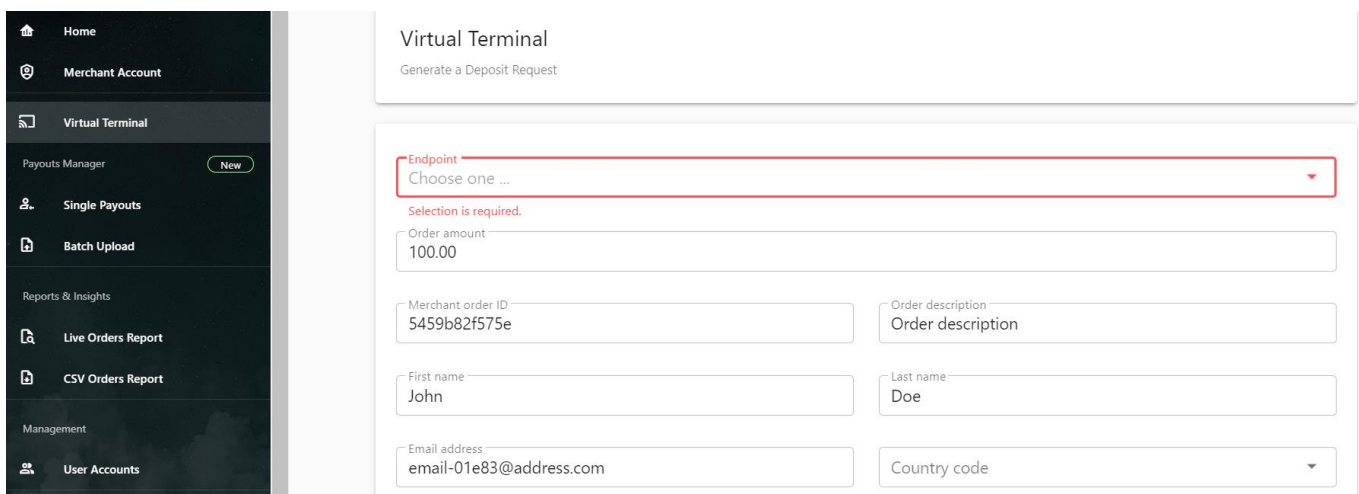 Home
Merchant Account
Virtual Terminal
Payouts Manager New
Single Payouts
Batch Upload
Reports & Insights
Live Orders Report
CSV Orders Report
Management
User Accounts
Virtual Terminal
Generate a Deposit Request
Endpoint
Choose one ...
Selection is required.
Order amount
100.00
Merchant order ID
5459b82f575e
Order description
Order description
First name
John
Last name
Doe
Email address
email-01e83@address.com
Country code